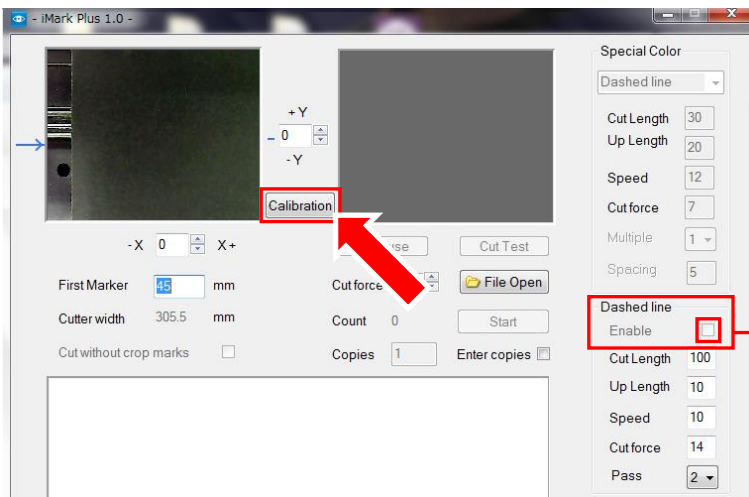 - iMark Plus 1.0 -
Special Color
Dashed line
+ Y
0
- Y
Calibration
Cut Length 30
Up Length 20
Speed 12
Cut force 7
Multiple 1
Spacing 5
- X 0 X +
Cut Test
First Marker 45 mm
Cut force
File Open
Cutter width 305.5 mm
Count 0
Start
Cut without crop marks
Copies 1
Enter copies
Dashed line
Enable
Cut Length 100
Up Length 10
Speed 10
Cut force 14
Pass 2